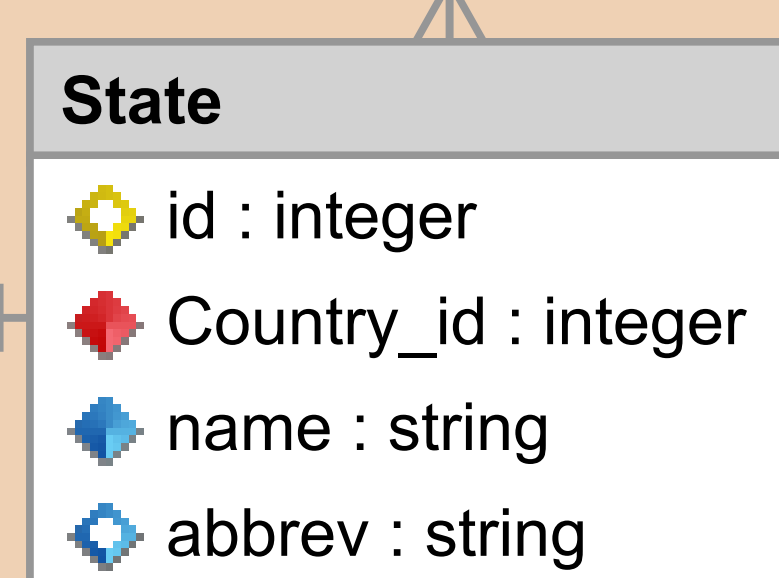 State
id : integer
Country_id : integer
name : string
abbrev : string